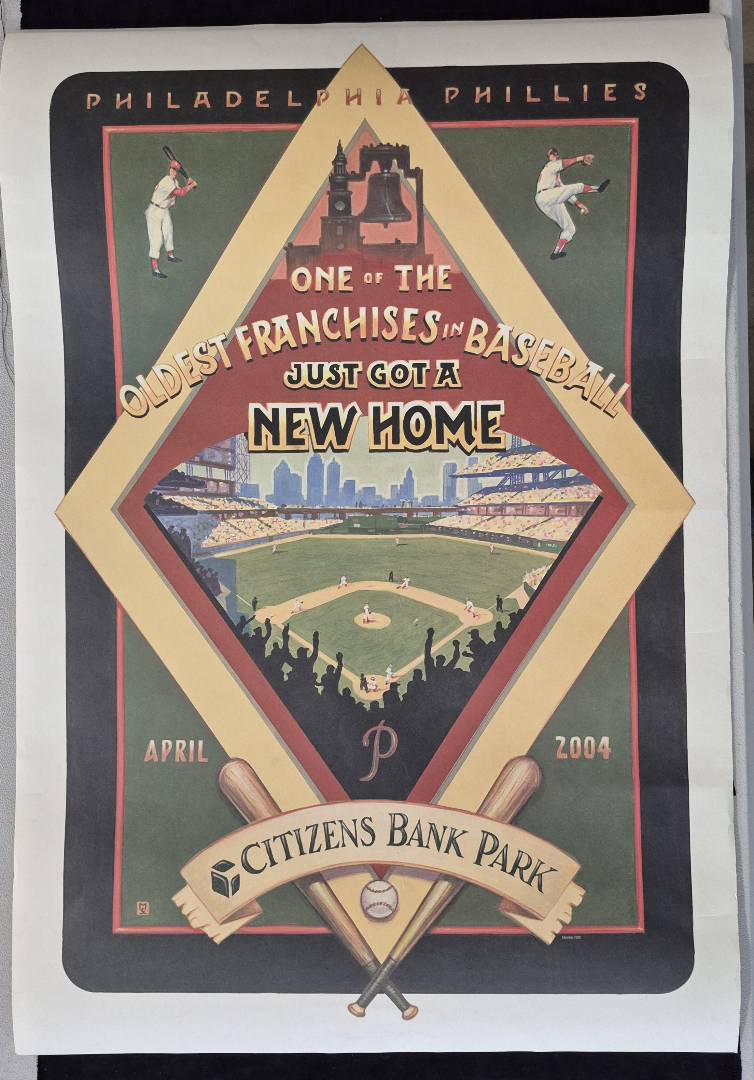 PHILADELPHIA PHILLIES
ONE OF THE
OLDEST FRANCHISES IN BASEBALL
JUST GOT A
NEW HOME
P
APRIL 2004
CITIZENS BANK PARK